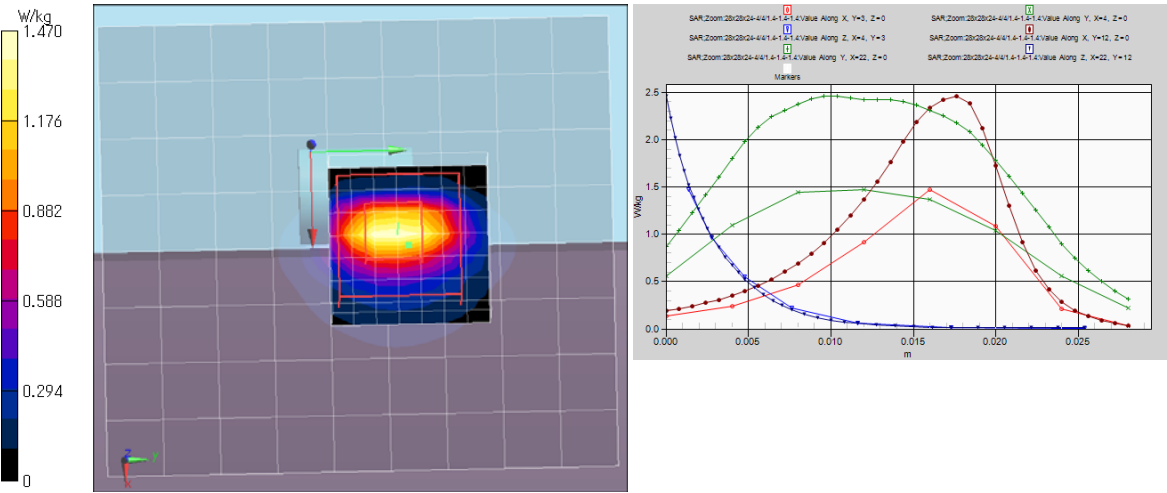 W/kg
1.470
1.176
0.882
0.588
0.294
0
Z
Y
X
SAR;Zoom:28x28x24-4/4/1.4-1.4-1.4:Value Along X, Y=3, Z=0
SAR;Zoom:28x28x24-4/4/1.4-1.4-1.4:Value Along Y, X=4, Z=0
SAR;Zoom:28x28x24-4/4/1.4-1.4-1.4:Value Along Z, X=4, Y=3
SAR;Zoom:28x28x24-4/4/1.4-1.4-1.4:Value Along X, Y=12, Z=0
SAR;Zoom:28x28x24-4/4/1.4-1.4-1.4:Value Along Y, X=22, Z=0
SAR;Zoom:28x28x24-4/4/1.4-1.4-1.4:Value Along Z, X=22, Y=12
Markers
2.5
2.0
1.5
1.0
0.5
0.0
W/kg
0.000
0.005
0.010
0.015
0.020
0.025
m